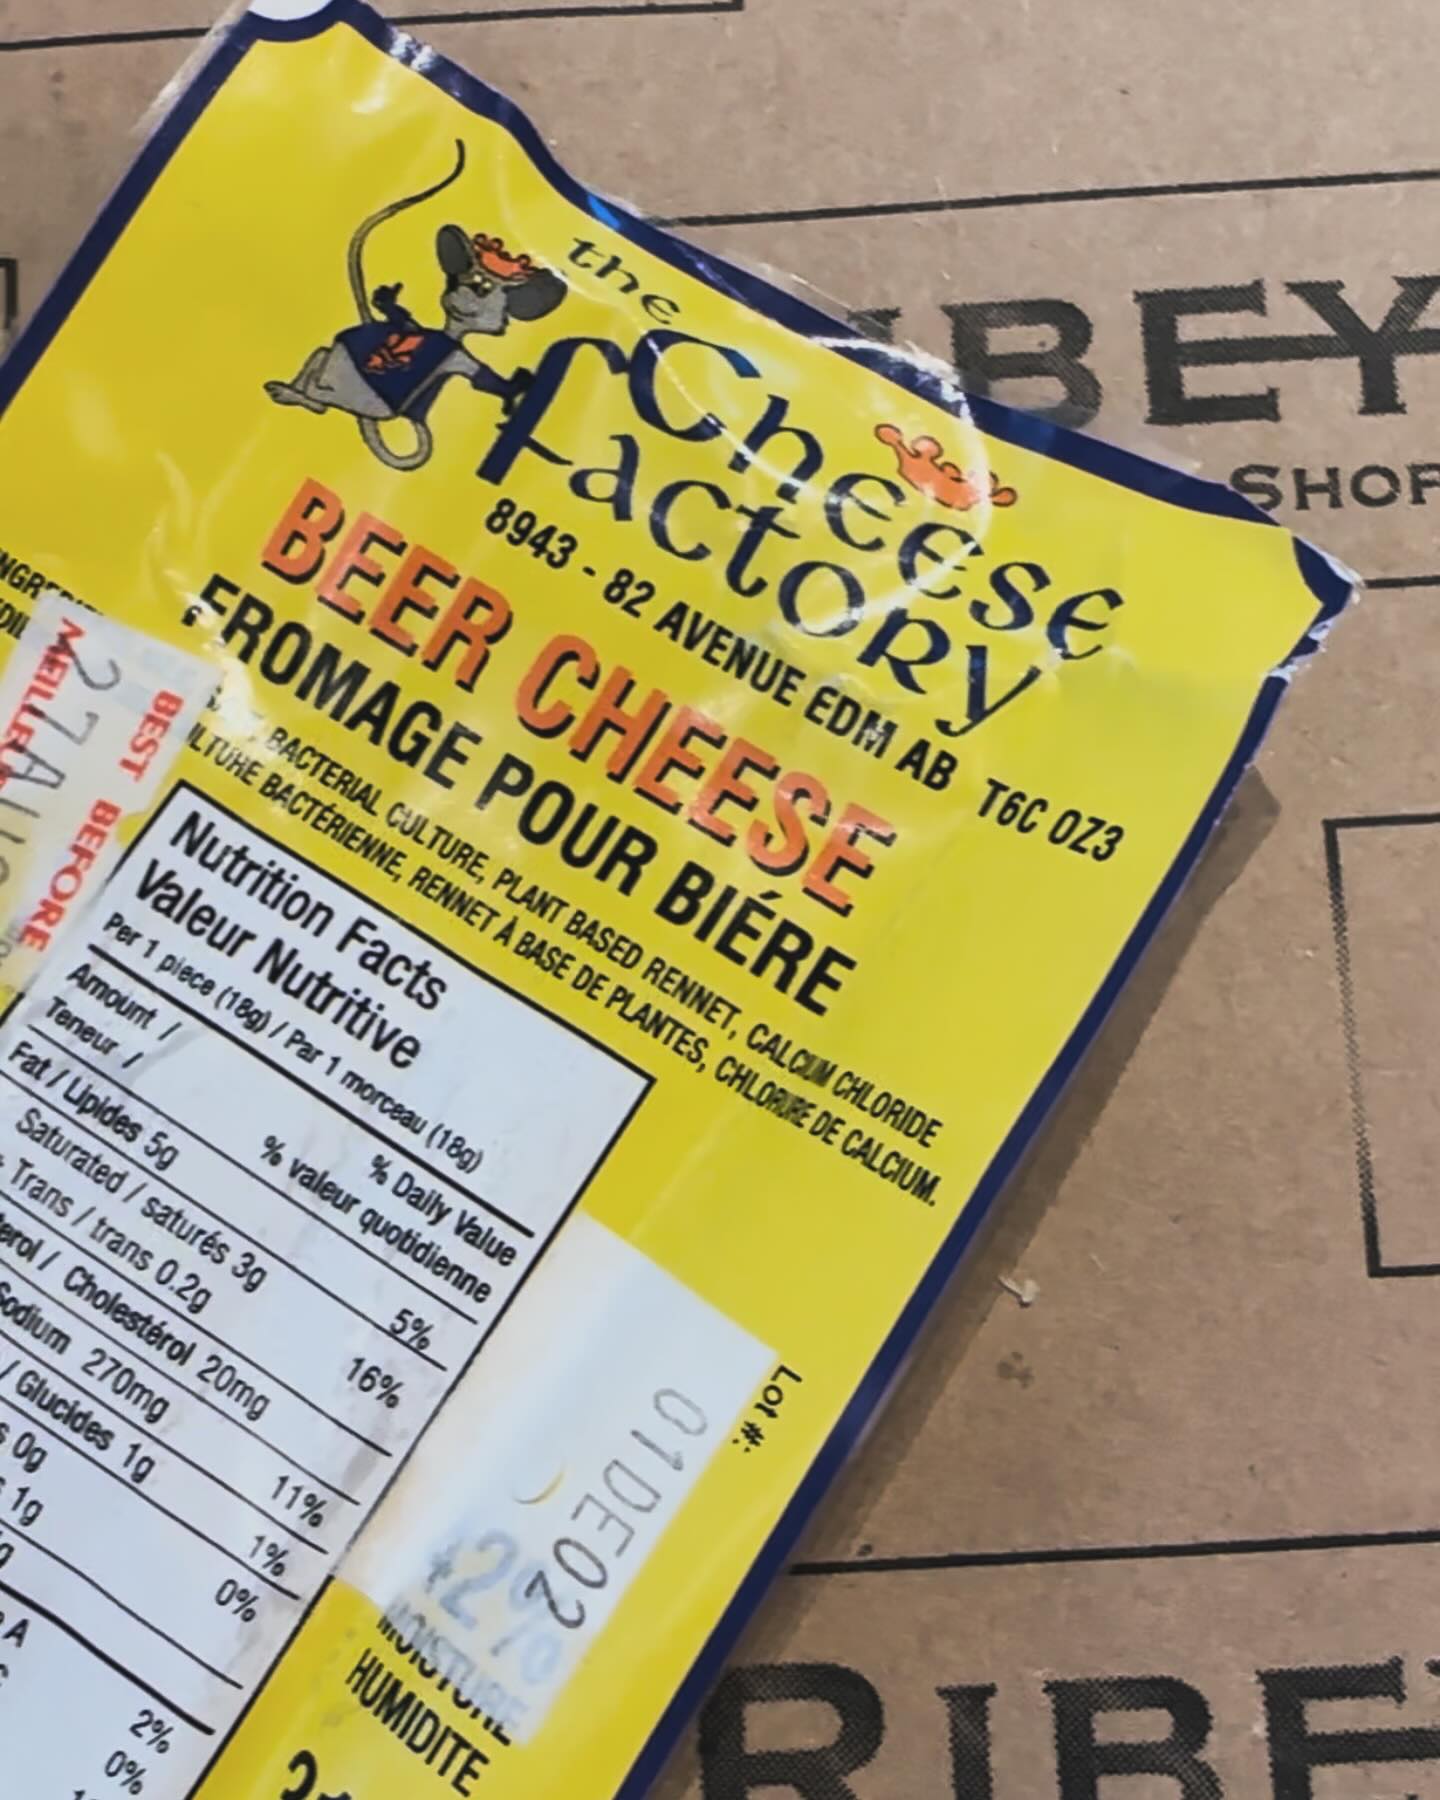 the
Cheese
Factory
8943 - 82 AVENUE EDM AB T6C 0Z3
BEER CHEESE
FROMAGE POUR BIÉRE
BACTERIAL CULTURE, PLANT BASED RENNET, CALCIUM CHLORIDE
BACTÉRIENNE, RENNET À BASE DE PLANTES, CHLORURE DE CALCIUM.
BEST BEFORE
27 AU
Nutrition Facts
Valeur Nutritive
Per 1 piece (18g) / Par 1 morceau (18g)
Amount / % Daily Value
Teneur / % valeur quotidienne
Fat / Lipides 5g 5%
Saturated / saturés 3g 16%
+ Trans / trans 0.2g
Cholestérol 20mg
Sodium 270mg 11%
/ Glucides 1g 1%
0g 0%
1g
A 2%
0%
Lot #:
01DE02
42%
MOISTURE
HUMIDITE
BEY
SHOP
RIBE